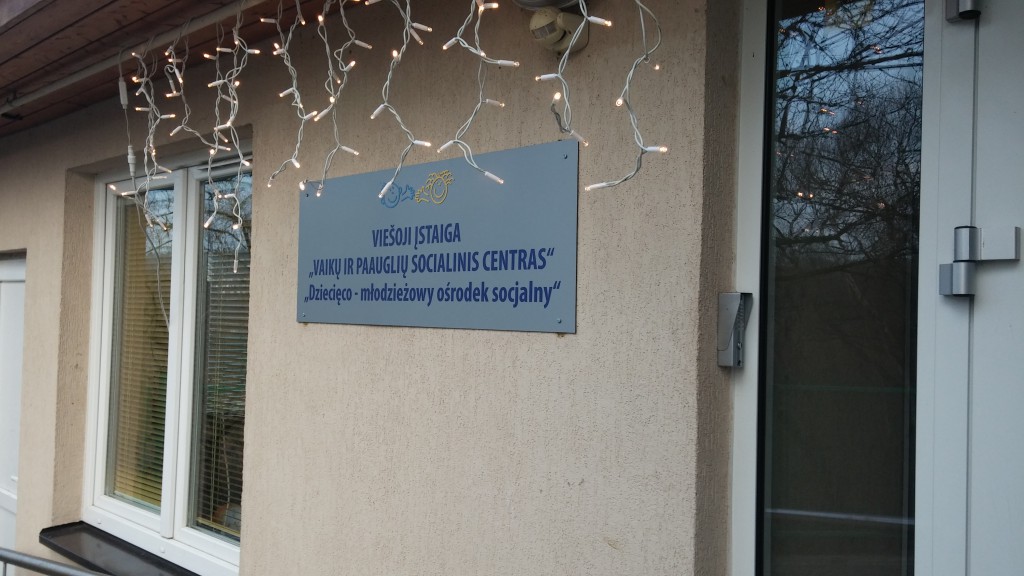 VIEŠOJI ĮSTAIGA
„VAIKŲ IR PAAUGLIŲ SOCIALINIS CENTRAS“
„Dziecięco - młodzieżowy ośrodek socjalny“